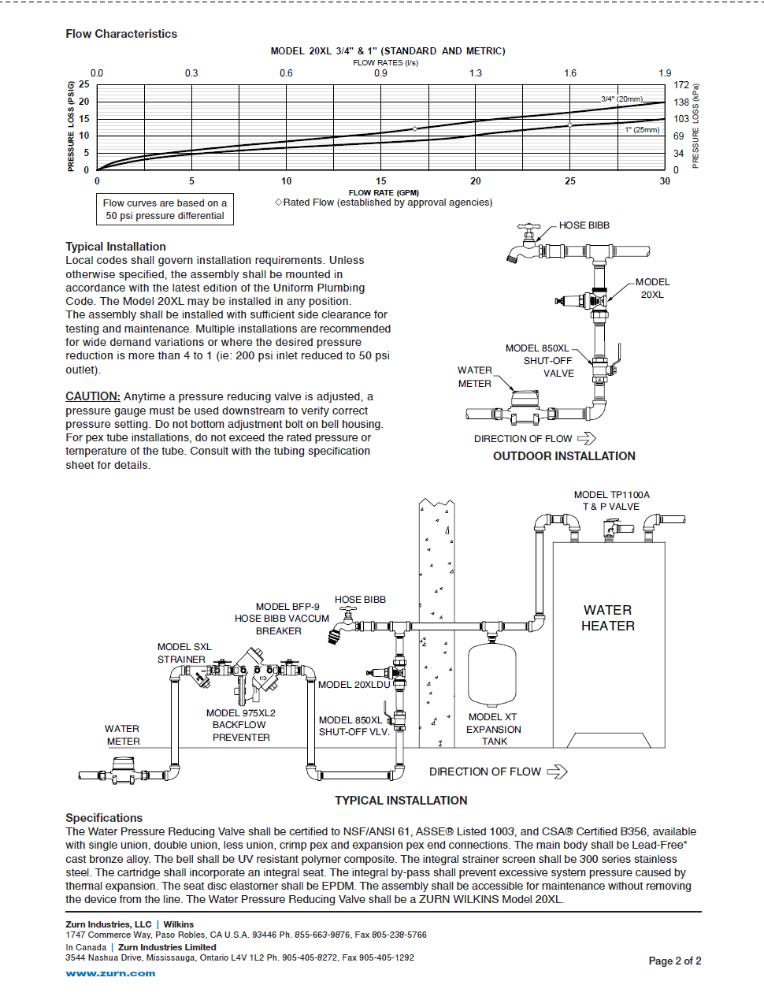 Flow Characteristics
MODEL 20XL 3/4" & 1" (STANDARD AND METRIC)
FLOW RATES (l/s)
0.0 0.3 0.6 0.9 1.3 1.6 1.9
PRESSURE LOSS (PSIG)
25
20
15
10
5
0
172
138
103
69
34
0
PRESSURE LOSS (kPa)
3/4" (20mm)
1" (25mm)
0 5 10 15 20 25 30
FLOW RATE (GPM)
◇Rated Flow (established by approval agencies)
Flow curves are based on a
50 psi pressure differential
Typical Installation
Local codes shall govern installation requirements. Unless
otherwise specified, the assembly shall be mounted in
accordance with the latest edition of the Uniform Plumbing
Code. The Model 20XL may be installed in any position.
The assembly shall be installed with sufficient side clearance for
testing and maintenance. Multiple installations are recommended
for wide demand variations or where the desired pressure
reduction is more than 4 to 1 (ie: 200 psi inlet reduced to 50 psi
outlet).
CAUTION: Anytime a pressure reducing valve is adjusted, a
pressure gauge must be used downstream to verify correct
pressure setting. Do not bottom adjustment bolt on bell housing.
For pex tube installations, do not exceed the rated pressure or
temperature of the tube. Consult with the tubing specification
sheet for details.
HOSE BIBB
MODEL
20XL
MODEL 850XL
SHUT-OFF
VALVE
WATER
METER
DIRECTION OF FLOW
OUTDOOR INSTALLATION
MODEL TP1100A
T & P VALVE
HOSE BIBB
MODEL BFP-9
HOSE BIBB VACCUM
BREAKER
WATER
HEATER
MODEL SXL
STRAINER
MODEL 20XLDU
MODEL 975XL2
BACKFLOW
PREVENTER
MODEL 850XL
SHUT-OFF VLV.
MODEL XT
EXPANSION
TANK
WATER
METER
DIRECTION OF FLOW
TYPICAL INSTALLATION
Specifications
The Water Pressure Reducing Valve shall be certified to NSF/ANSI 61, ASSE® Listed 1003, and CSA® Certified B356, available
with single union, double union, less union, crimp pex and expansion pex end connections. The main body shall be Lead-Free*
cast bronze alloy. The bell shall be UV resistant polymer composite. The integral strainer screen shall be 300 series stainless
steel. The cartridge shall incorporate an integral seat. The integral by-pass shall prevent excessive system pressure caused by
thermal expansion. The seat disc elastomer shall be EPDM. The assembly shall be accessible for maintenance without removing
the device from the line. The Water Pressure Reducing Valve shall be a ZURN WILKINS Model 20XL.
Zurn Industries, LLC | Wilkins
1747 Commerce Way, Paso Robles, CA U.S.A. 93446 Ph. 855-663-9876, Fax 805-238-5766
In Canada | Zurn Industries Limited
3544 Nashua Drive, Mississauga, Ontario L4V 1L2 Ph. 905-405-8272, Fax 905-405-1292
www.zurn.com
Page 2 of 2